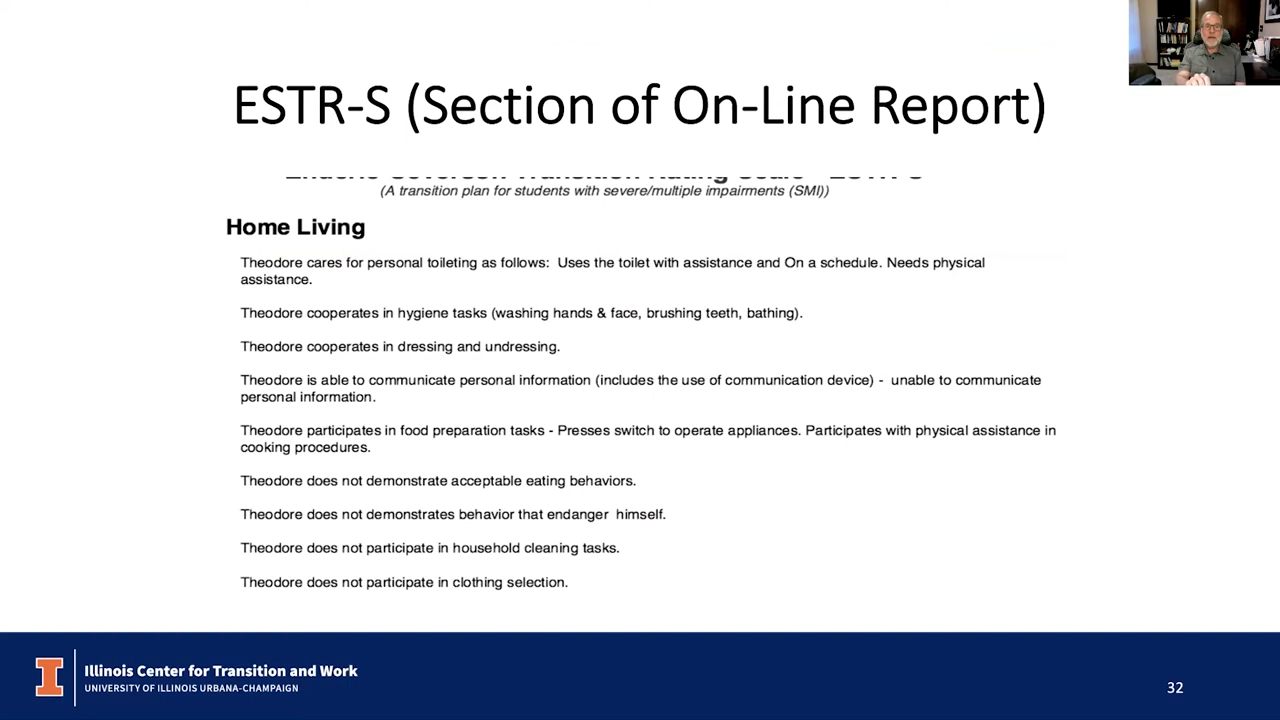 ESTR-S (Section of On-Line Report)
(A transition plan for students with severe/multiple impairments (SMI))
Home Living
Theodore cares for personal toileting as follows:  Uses the toilet with assistance and On a schedule. Needs physical
assistance.
Theodore cooperates in hygiene tasks (washing hands & face, brushing teeth, bathing).
Theodore cooperates in dressing and undressing.
Theodore is able to communicate personal information (includes the use of communication device) -  unable to communicate
personal information.
Theodore participates in food preparation tasks - Presses switch to operate appliances. Participates with physical assistance in
cooking procedures.
Theodore does not demonstrate acceptable eating behaviors.
Theodore does not demonstrates behavior that endanger  himself.
Theodore does not participate in household cleaning tasks.
Theodore does not participate in clothing selection.
Illinois Center for Transition and Work
UNIVERSITY OF ILLINOIS URBANA-CHAMPAIGN
32